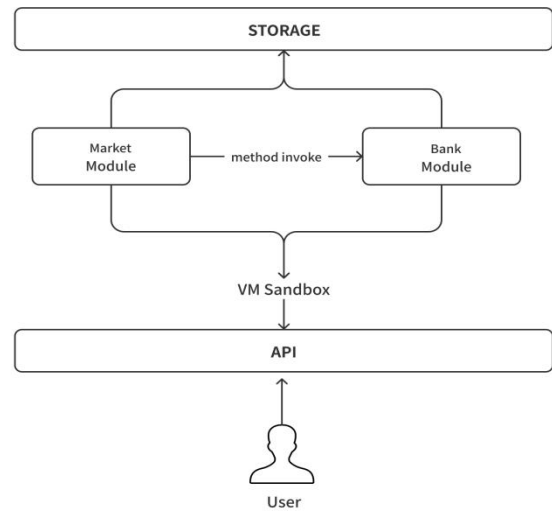 STORAGE
Market
Module
method invoke
Bank
Module
VM Sandbox
API
User